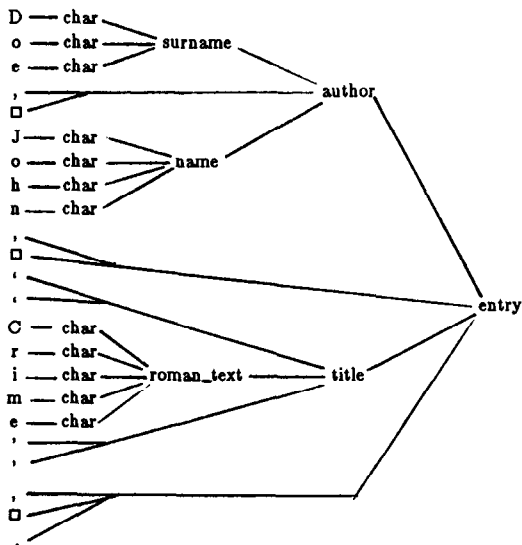 D char
o char surname
e char
, author
□
J char
o char name
h char
n char
,
□
‘
‘ entry
C char
r char
i char roman_text title
m char
e char
’
’
,
□